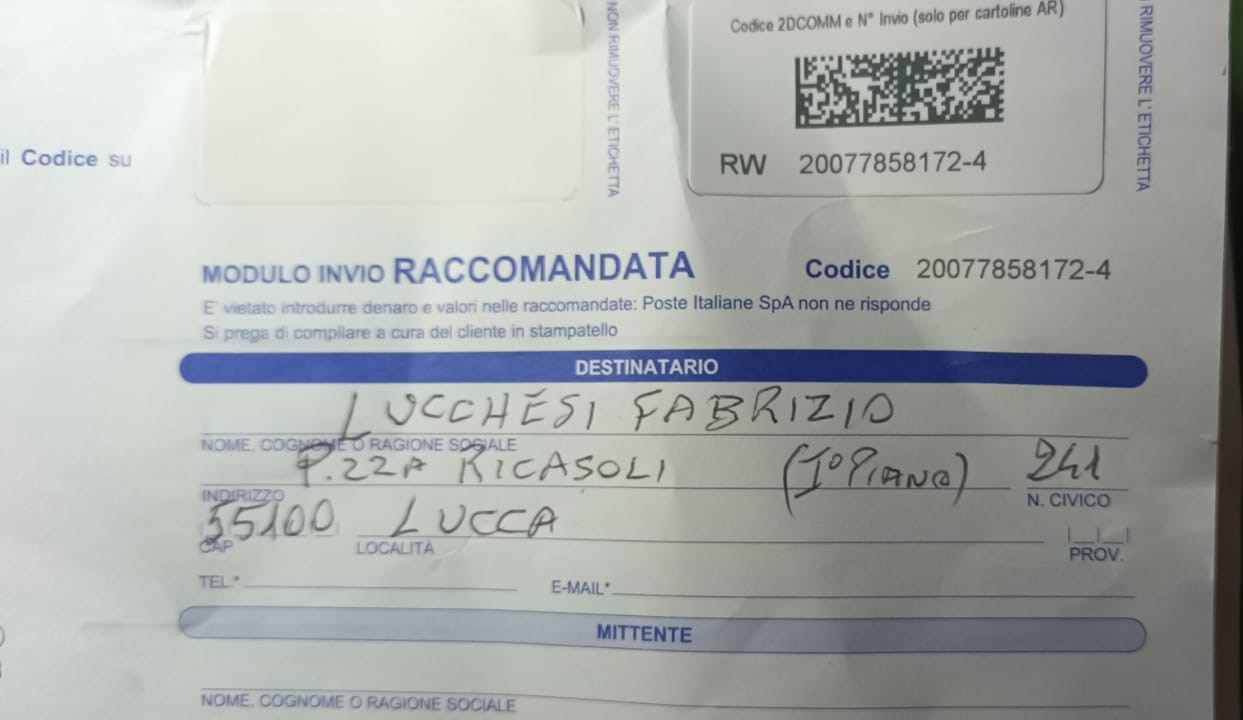 Codice 2DCOMM e N° Invio (solo per cartoline AR)
NON RIMUOVERE L'ETICHETTA
RIMUOVERE L'ETICHETTA
il Codice su
RW 20077858172-4
MODULO INVIO RACCOMANDATA Codice 20077858172-4
E' vietato introdurre denaro e valori nelle raccomandate: Poste Italiane SpA non ne risponde
Si prega di compilare a cura del cliente in stampatello
DESTINATARIO
LUCCHESI FABRIZIO
NOME, COGNOME O RAGIONE SOCIALE
P.ZZA RICASOLI (I° PIANO) 241
INDIRIZZO N. CIVICO
55100 LUCCA
CAP LOCALITÀ PROV.
TEL.* E-MAIL*
MITTENTE
NOME, COGNOME O RAGIONE SOCIALE